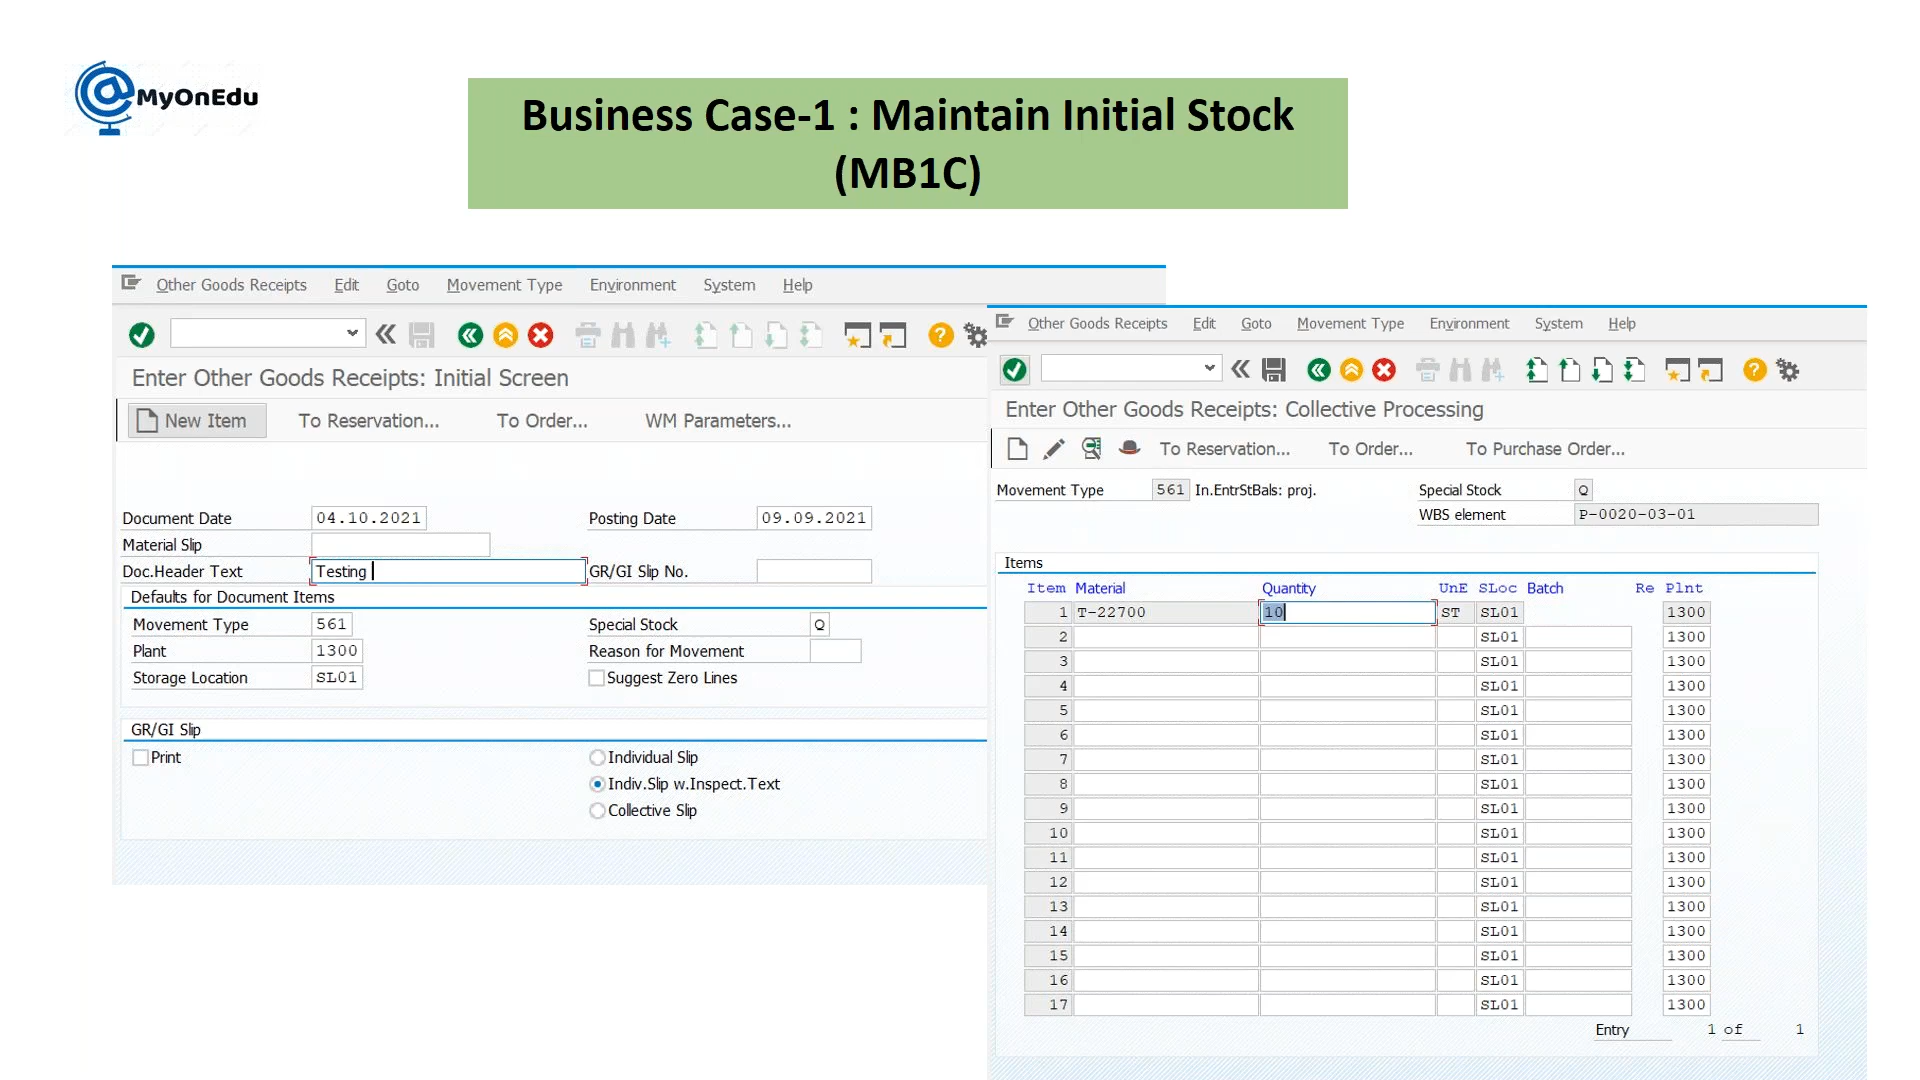 @MyOnEdu
Business Case-1 : Maintain Initial Stock
(MB1C)
Other Goods Receipts Edit Goto Movement Type Environment System Help
Enter Other Goods Receipts: Initial Screen
New Item To Reservation... To Order... WM Parameters...
Document Date 04.10.2021 Posting Date 09.09.2021
Material Slip
Doc.Header Text Testing GR/GI Slip No.
Defaults for Document Items
Movement Type 561 Special Stock Q
Plant 1300 Reason for Movement
Storage Location SL01 Suggest Zero Lines
GR/GI Slip
Print Individual Slip
Indiv.Slip w.Inspect.Text
Collective Slip
Other Goods Receipts Edit Goto Movement Type Environment System Help
Enter Other Goods Receipts: Collective Processing
To Reservation... To Order... To Purchase Order...
Movement Type 561 In.EntrStBals: proj. Special Stock Q
WBS element P-0020-03-01
Items
Item Material Quantity UnE SLoc Batch Re Plnt
1 T-22700 10 ST SL01 1300
2 SL01 1300
3 SL01 1300
4 SL01 1300
5 SL01 1300
6 SL01 1300
7 SL01 1300
8 SL01 1300
9 SL01 1300
10 SL01 1300
11 SL01 1300
12 SL01 1300
13 SL01 1300
14 SL01 1300
15 SL01 1300
16 SL01 1300
17 SL01 1300
Entry 1 of 1